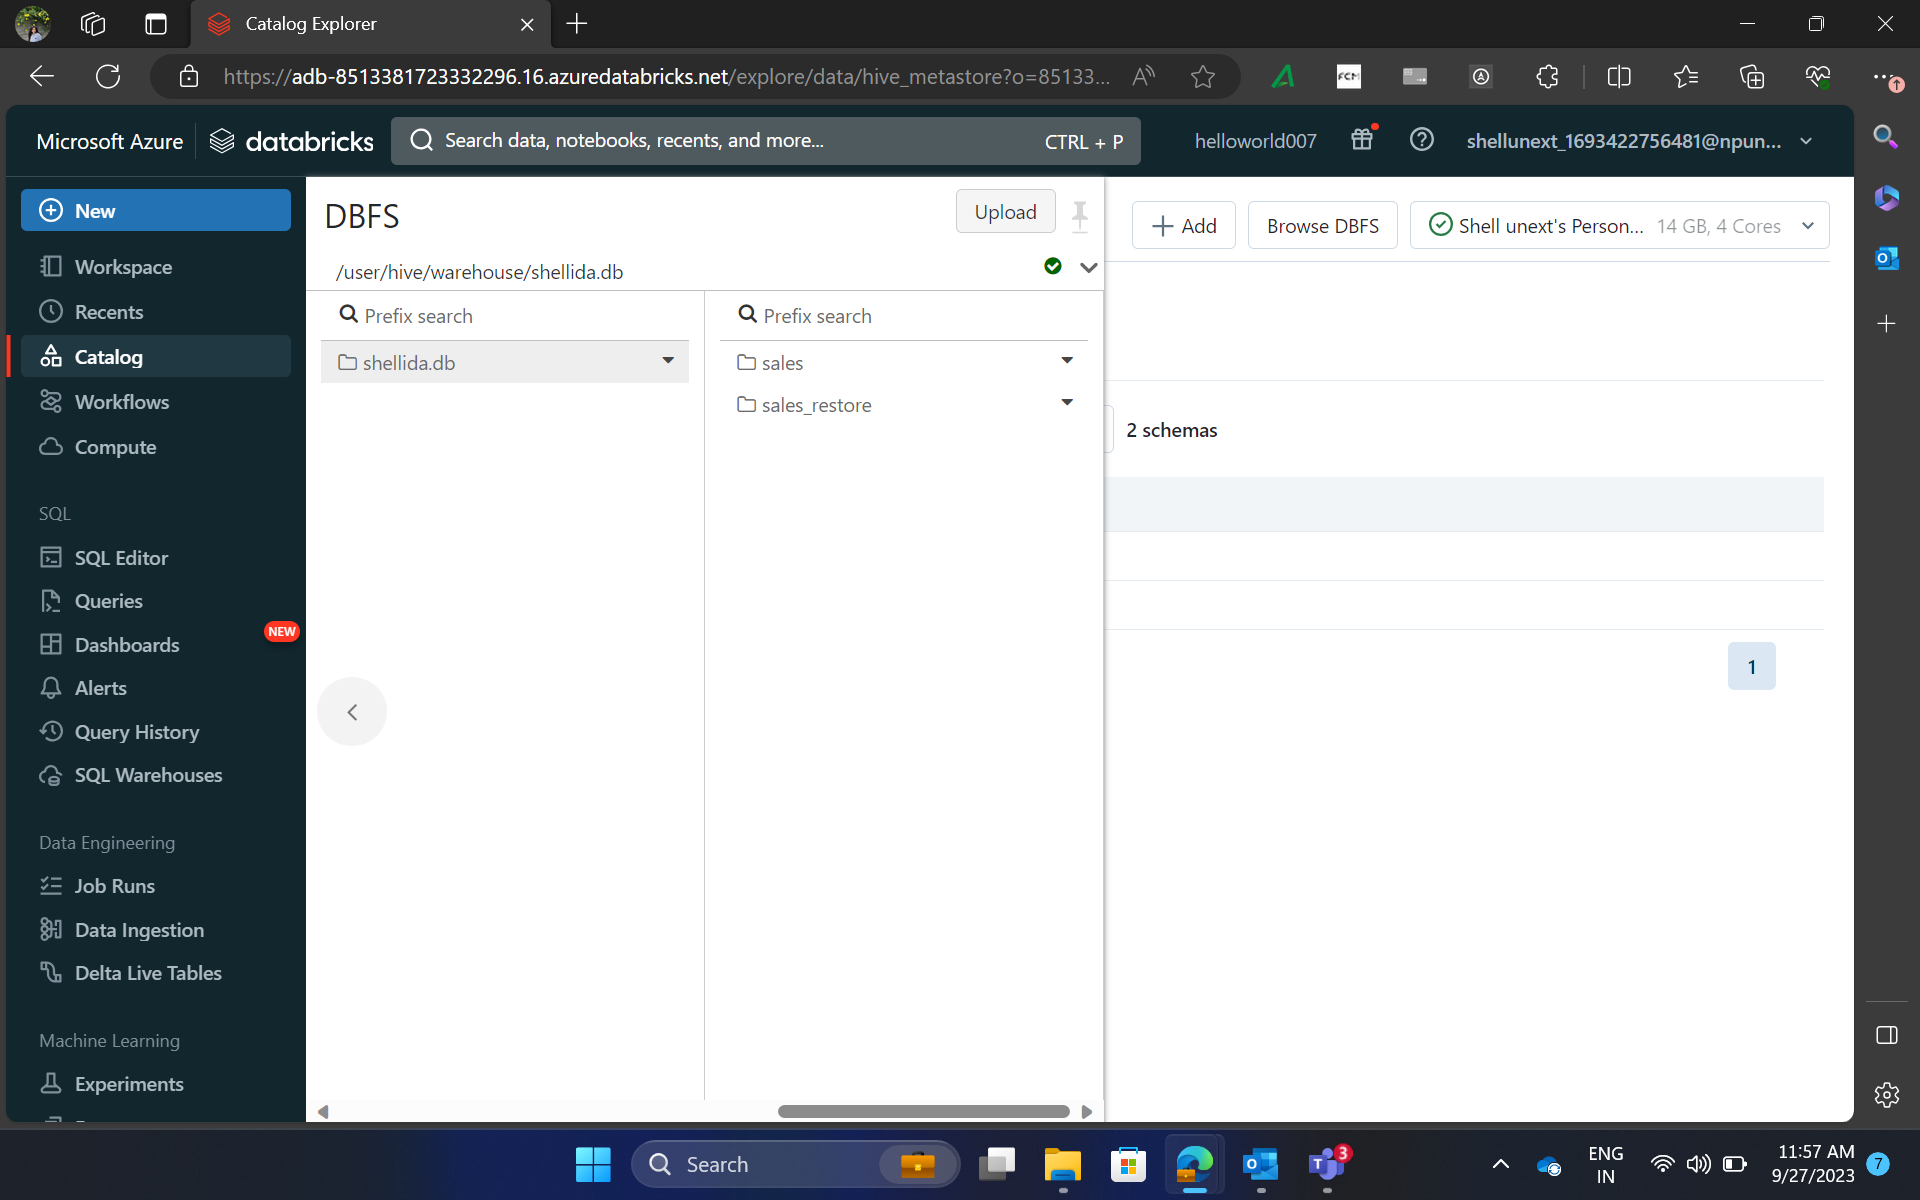 Catalog Explorer
https://adb-8513381723332296.16.azuredatabricks.net/explore/data/hive_metastore?o=85133...
FCM
Microsoft Azure
databricks
Search data, notebooks, recents, and more...
CTRL + P
helloworld007
shellunext_1693422756481@npun...
New
Workspace
Recents
Catalog
Workflows
Compute
SQL
SQL Editor
Queries
Dashboards
NEW
Alerts
Query History
SQL Warehouses
Data Engineering
Job Runs
Data Ingestion
Delta Live Tables
Machine Learning
Experiments
DBFS
Upload
/user/hive/warehouse/shellida.db
Prefix search
shellida.db
Prefix search
sales
sales_restore
Add
Browse DBFS
Shell unext's Person...
14 GB, 4 Cores
2 schemas
1
Search
3
ENG
IN
11:57 AM
9/27/2023
7